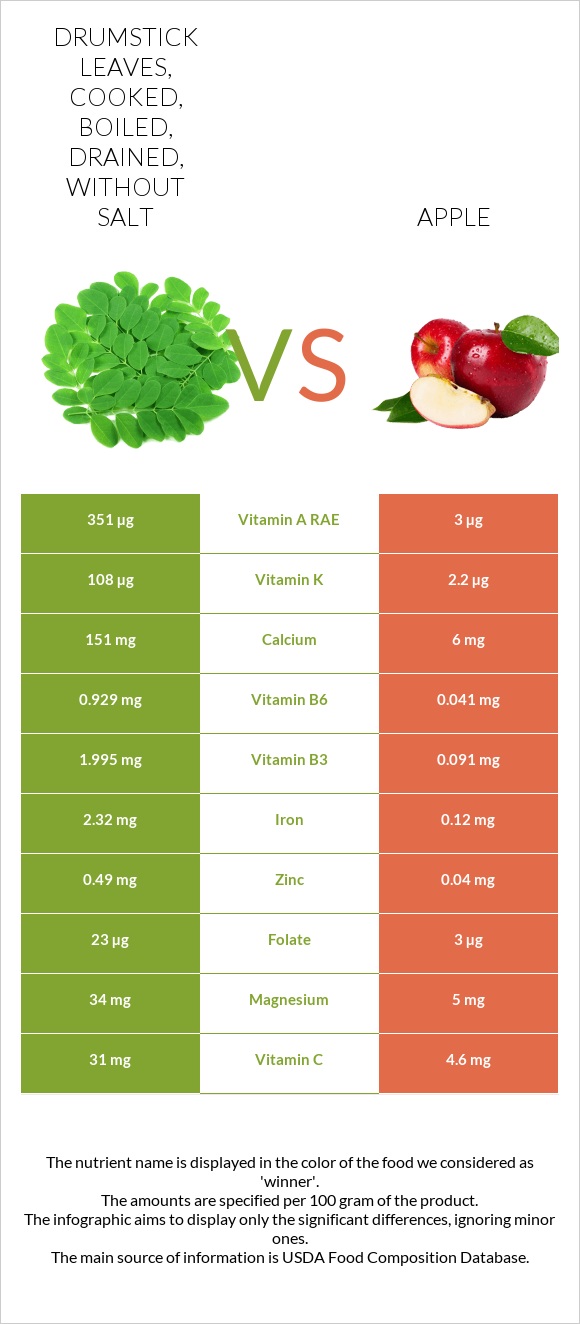 DRUMSTICK
LEAVES,
COOKED,
BOILED,
DRAINED,
WITHOUT
SALT
APPLE
VS
351 µg Vitamin A RAE 3 µg
108 µg Vitamin K 2.2 µg
151 mg Calcium 6 mg
0.929 mg Vitamin B6 0.041 mg
1.995 mg Vitamin B3 0.091 mg
2.32 mg Iron 0.12 mg
0.49 mg Zinc 0.04 mg
23 µg Folate 3 µg
34 mg Magnesium 5 mg
31 mg Vitamin C 4.6 mg
The nutrient name is displayed in the color of the food we considered as
'winner'.
The amounts are specified per 100 gram of the product.
The infographic aims to display only the significant differences, ignoring minor
ones.
The main source of information is USDA Food Composition Database.